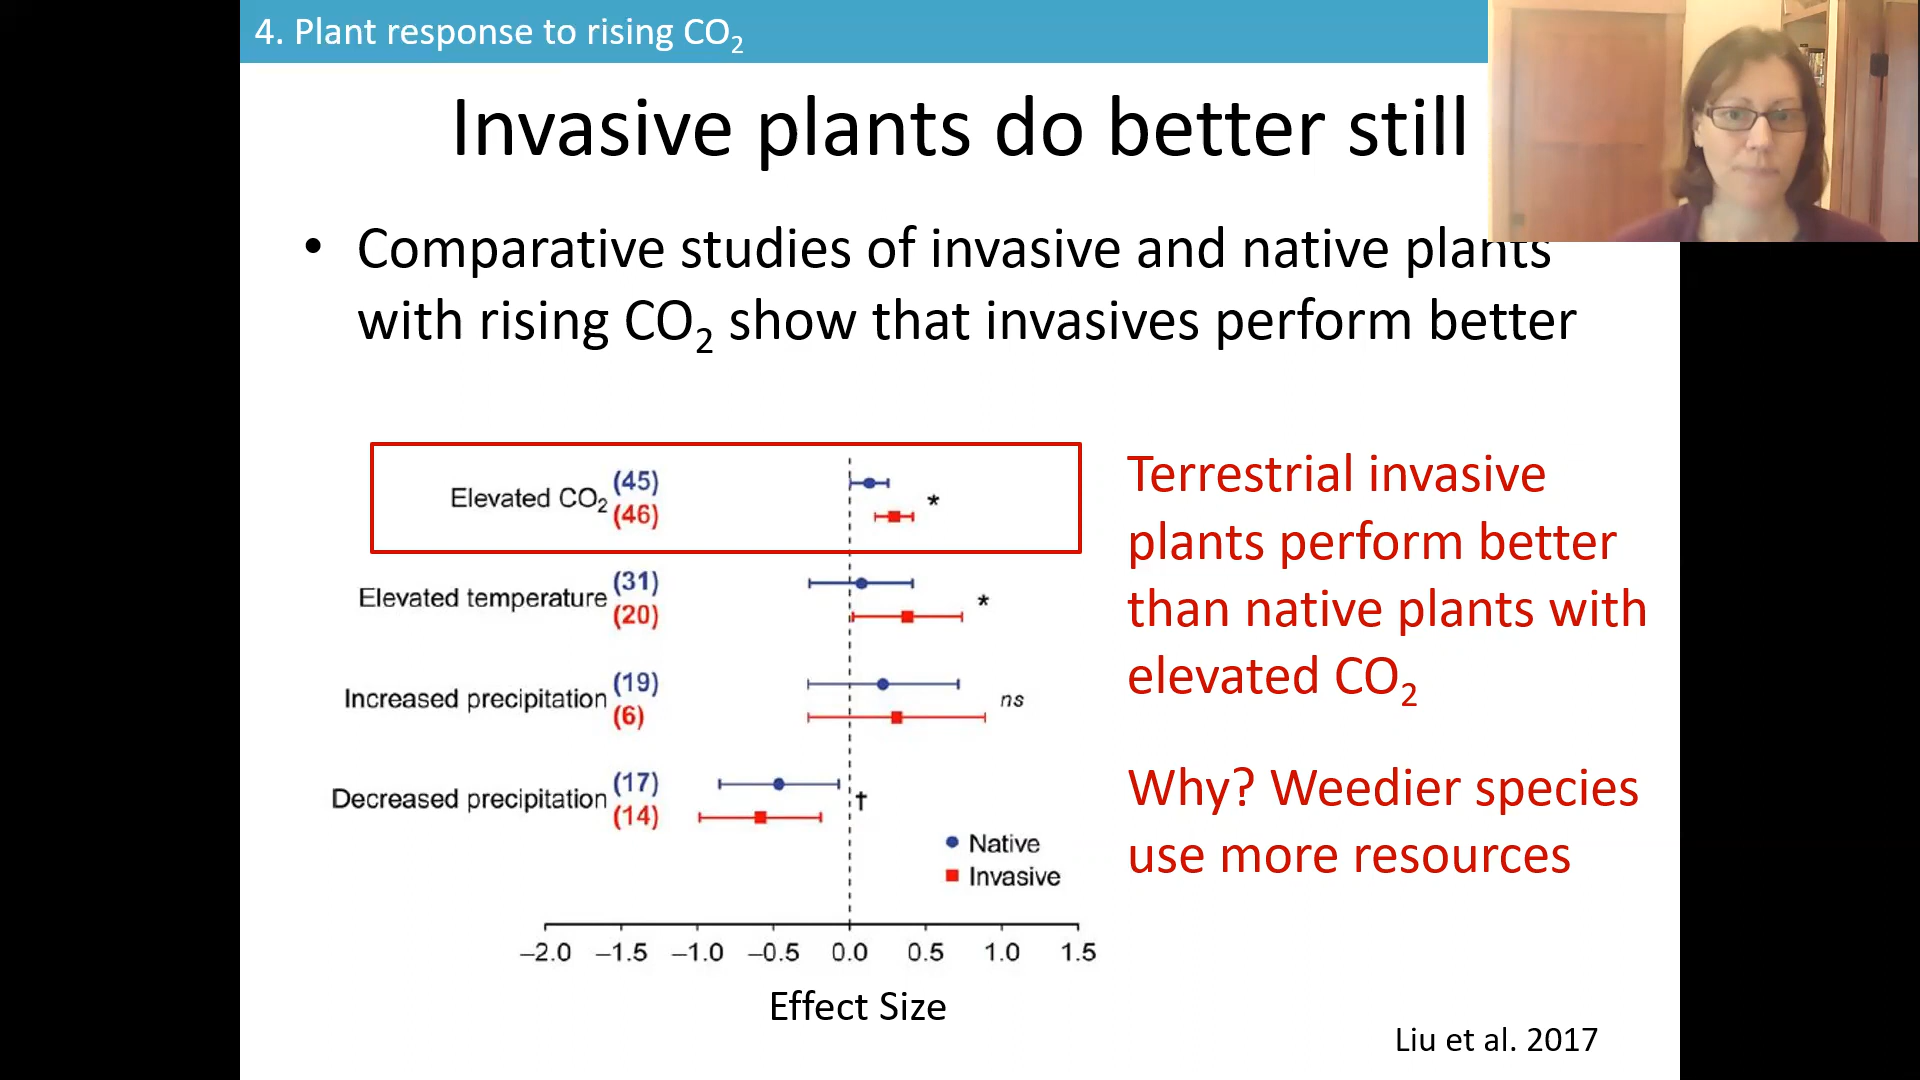 4. Plant response to rising CO₂
Invasive plants do better still
• Comparative studies of invasive and native plants
with rising CO₂ show that invasives perform better
Elevated CO₂ (45)
(46)
*
Elevated temperature (31)
(20)
*
Increased precipitation (19)
(6)
ns
Decreased precipitation (17)
(14)
†
Native
Invasive
–2.0 –1.5 –1.0 –0.5 0.0 0.5 1.0 1.5
Effect Size
Terrestrial invasive
plants perform better
than native plants with
elevated CO₂
Why? Weedier species
use more resources
Liu et al. 2017